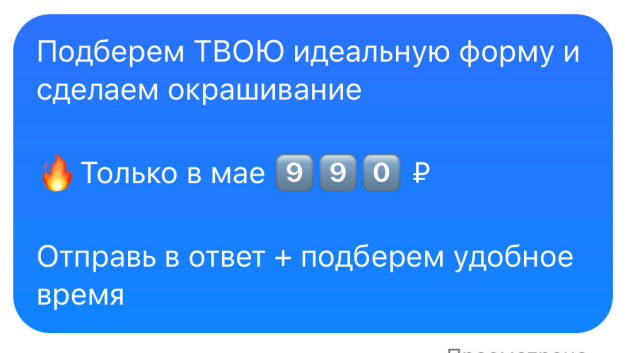 Подберем ТВОЮ идеальную форму и
сделаем окрашивание
🔥 Только в мае 9️⃣9️⃣0️⃣ ₽
Отправь в ответ + подберем удобное
время